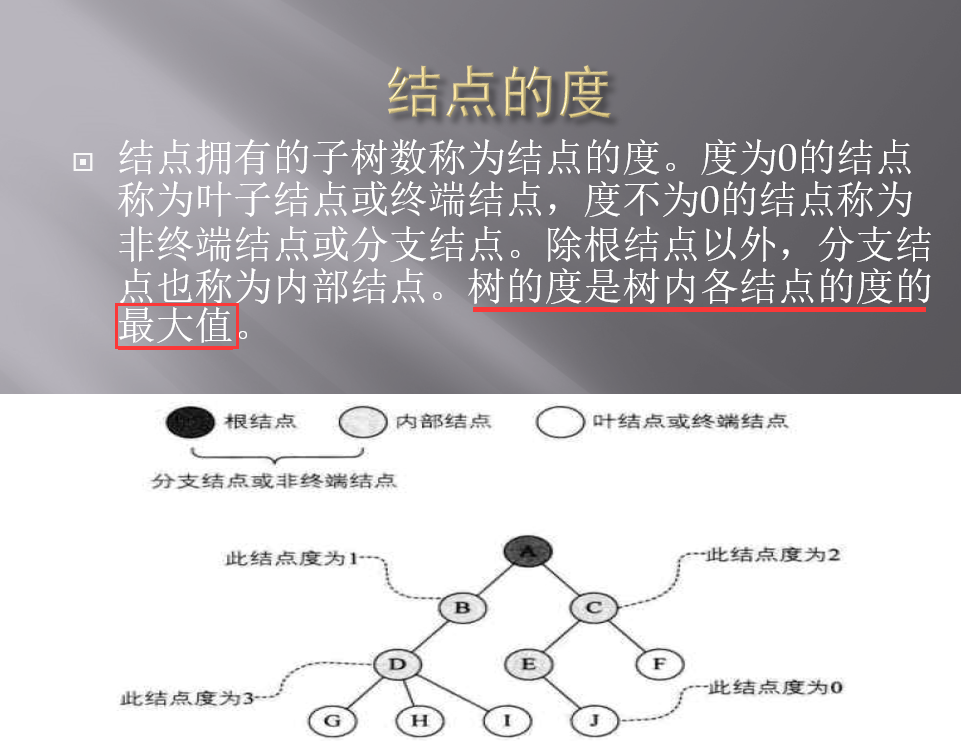 结点的度
结点拥有的子树数称为结点的度。度为0的结点
称为叶子结点或终端结点，度不为0的结点称为
非终端结点或分支结点。除根结点以外，分支结
点也称为内部结点。树的度是树内各结点的度的
最大值。
根结点 内部结点 叶结点或终端结点
分支结点或非终端结点
A
此结点度为1 此结点度为2
B C
D E F
此结点度为3 此结点度为0
G H I J